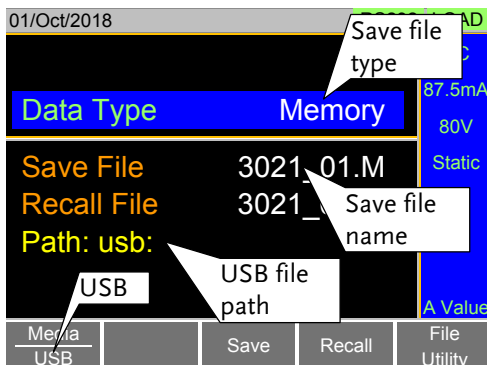 01/Oct/2018
Save file
type
87.5mA
Data Type Memory
80V
Save File 3021_01.M
Static
Recall File 3021_
Save file
name
Path: usb:
USB file
path
USB
A Value
Media
USB
Save
Recall
File
Utility